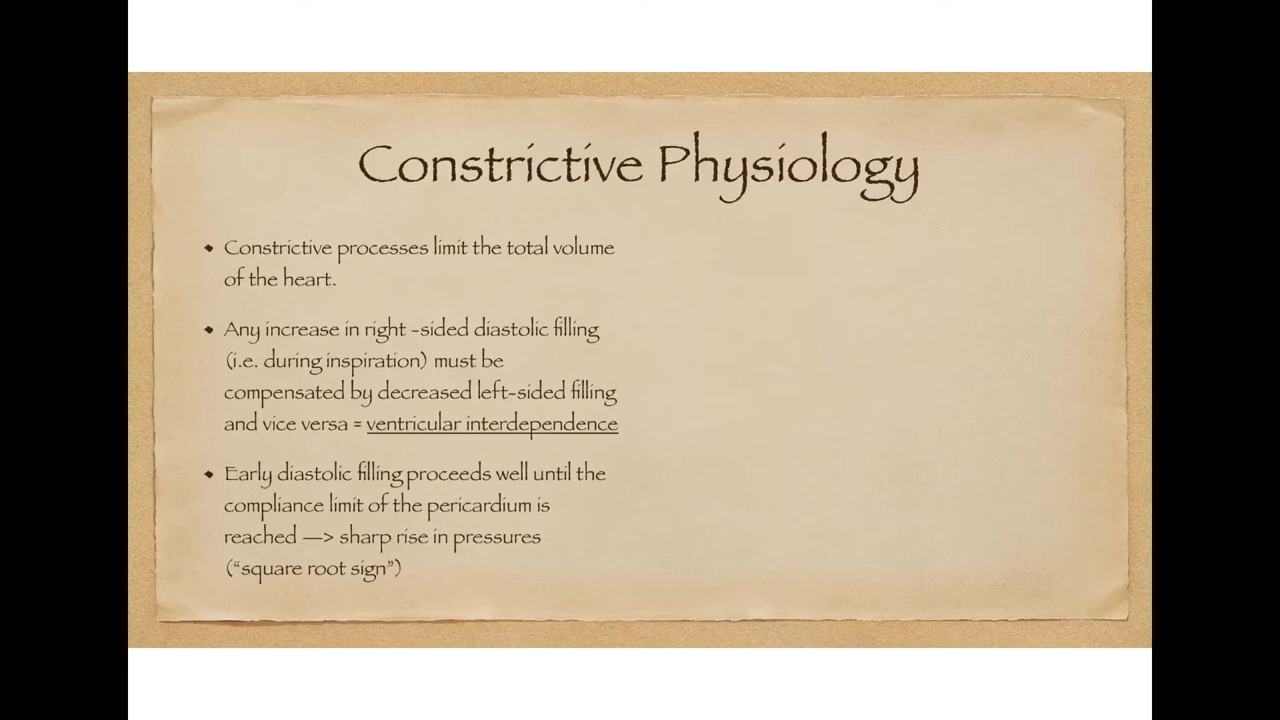 Constrictive Physiology
• Constrictive processes limit the total volume
of the heart.
• Any increase in right -sided diastolic filling
(i.e. during inspiration) must be
compensated by decreased left-sided filling
and vice versa = ventricular interdependence
• Early diastolic filling proceeds well until the
compliance limit of the pericardium is
reached —> sharp rise in pressures
(“square root sign”)